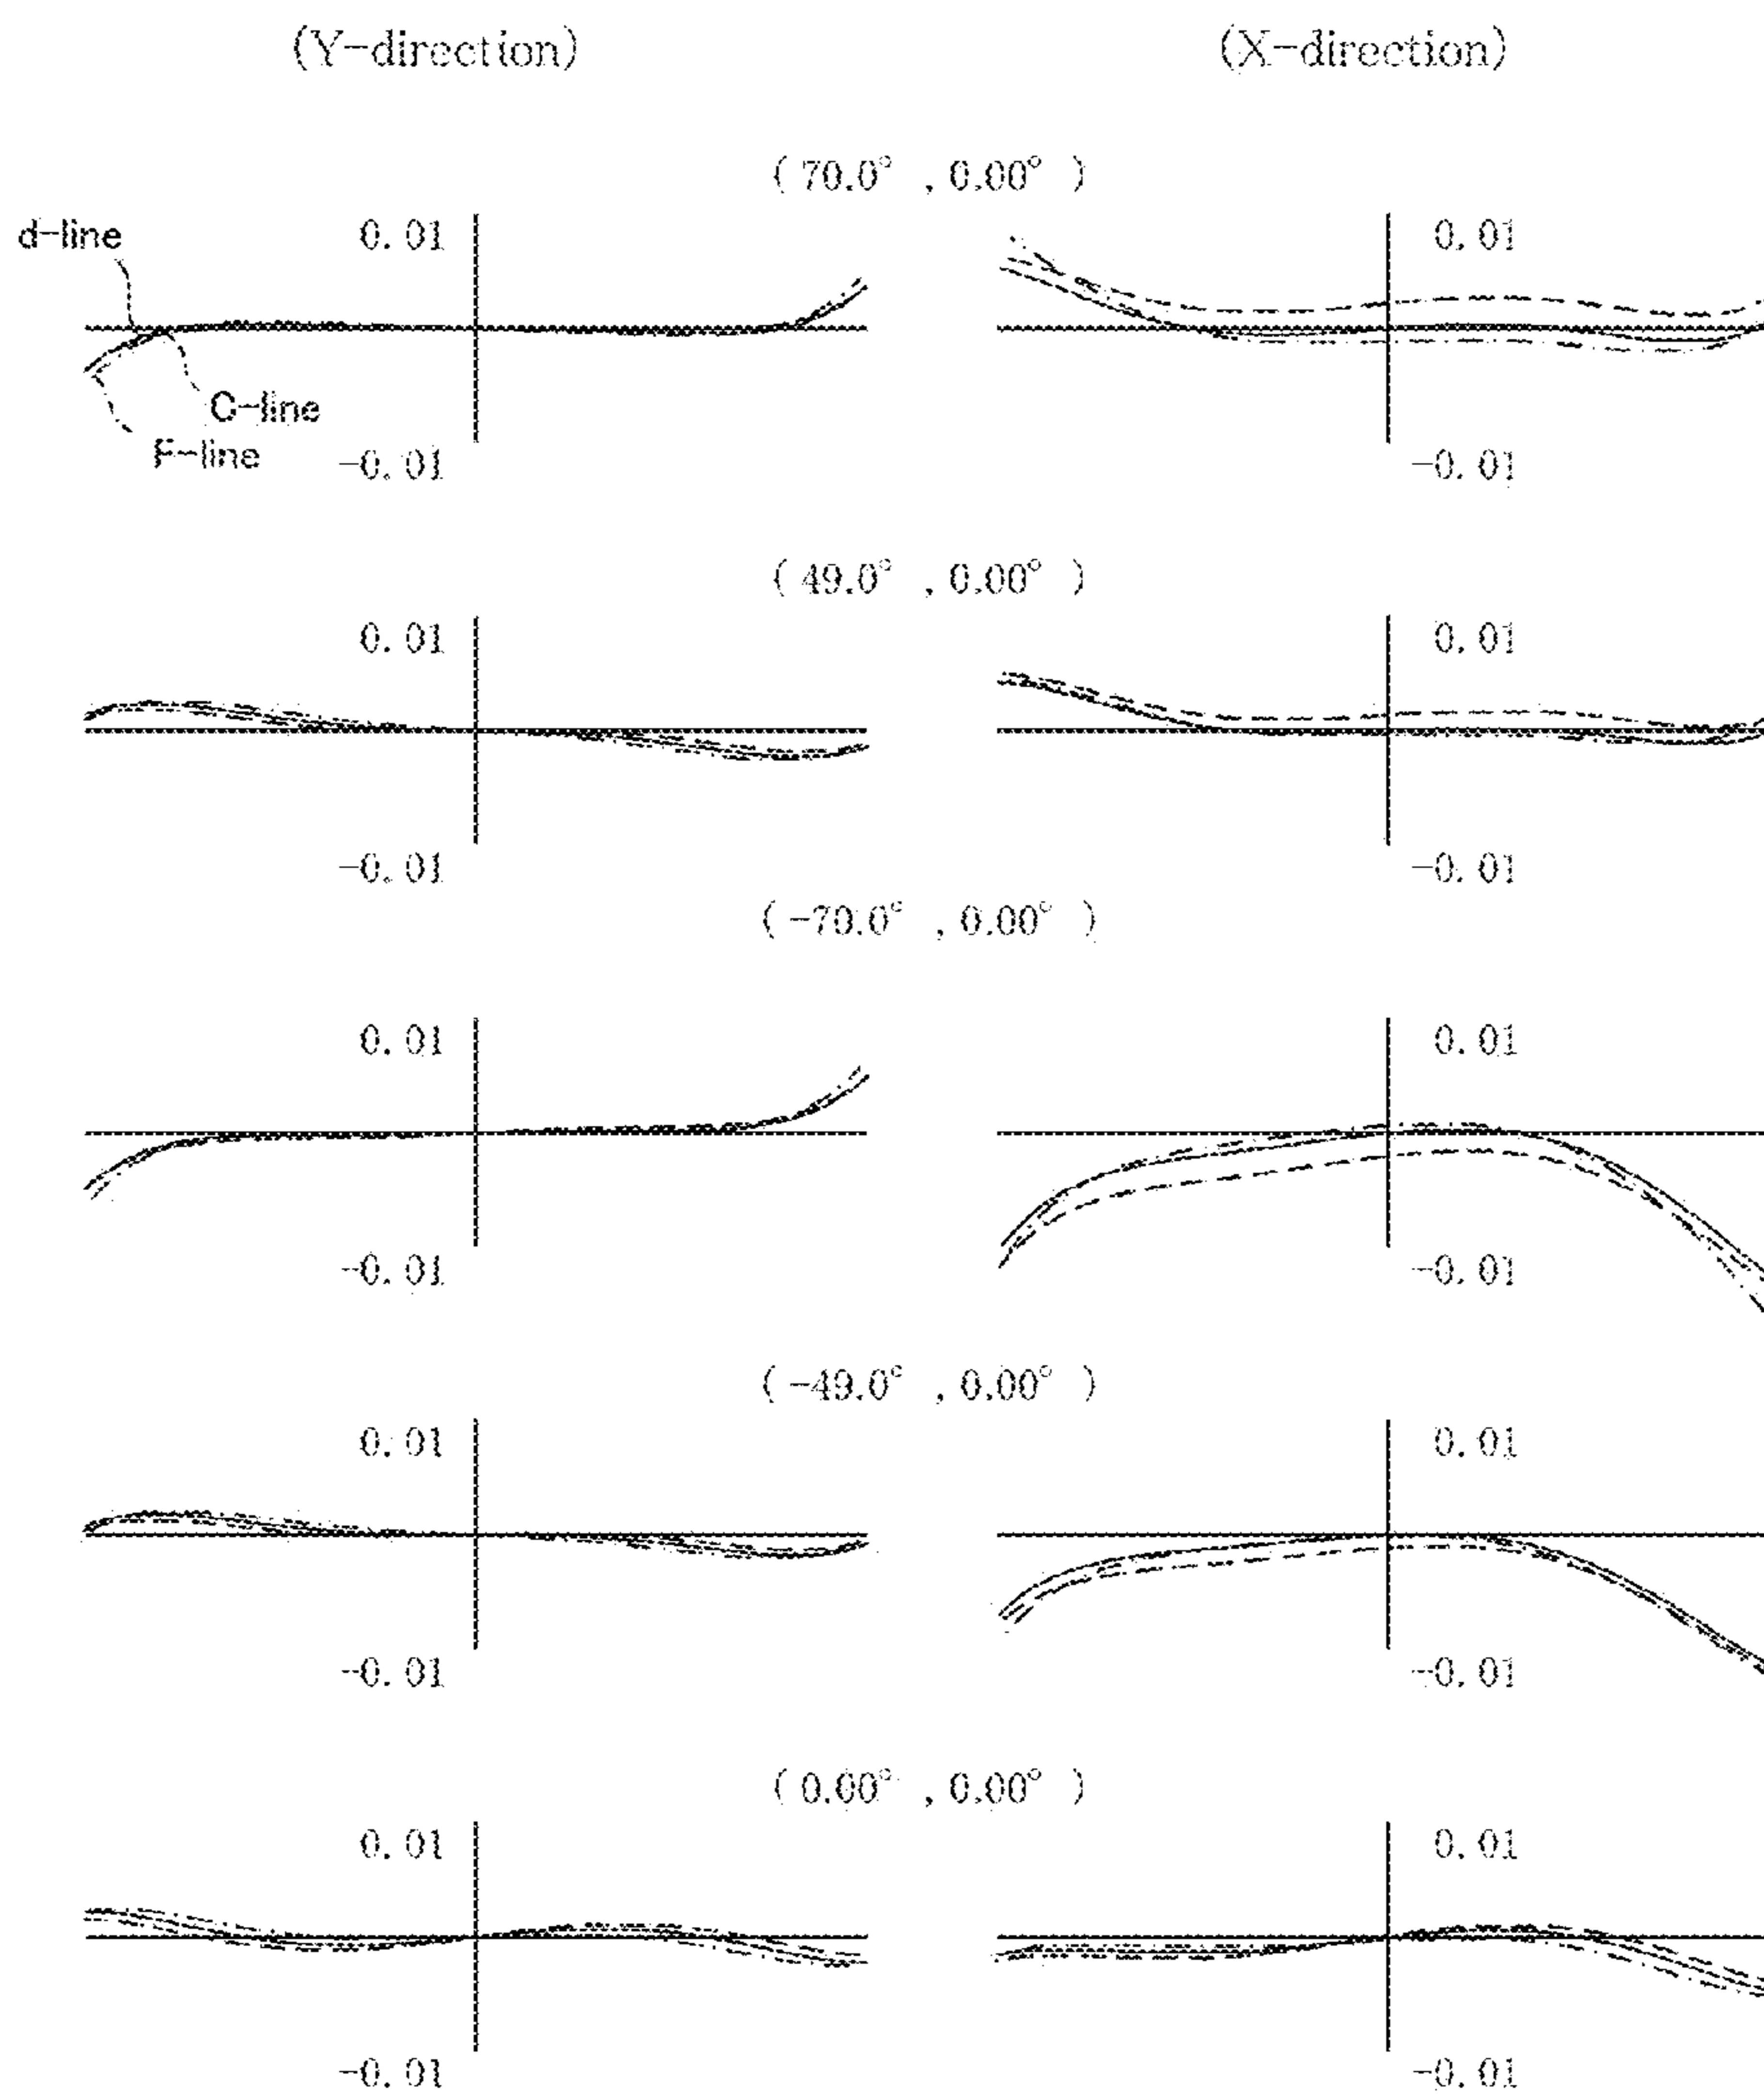 (Y-direction) (X-direction)
( 70.0° , 0.00° )
d-line 0.01 0.01
C-line
F-line -0.01 -0.01
( 49.0° , 0.00° )
0.01 0.01
-0.01 -0.01
( -70.0° , 0.00° )
0.01 0.01
-0.01 -0.01
( -49.0° , 0.00° )
0.01 0.01
-0.01 -0.01
( 0.00° , 0.00° )
0.01 0.01
-0.01 -0.01